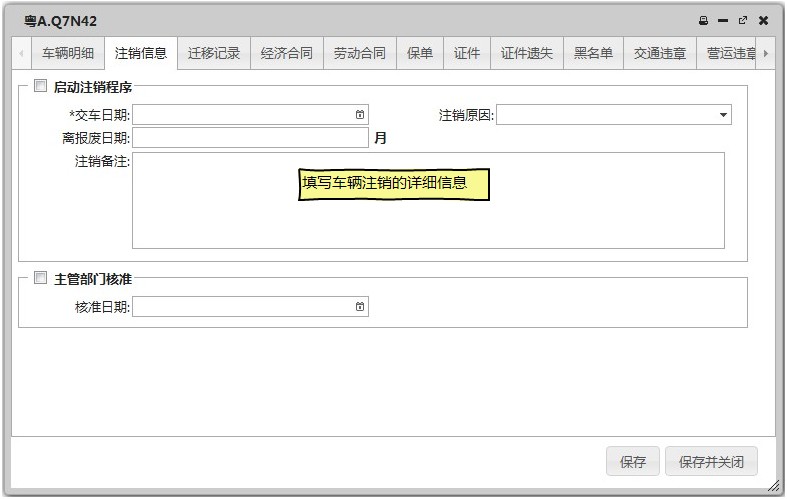 粤A.Q7N42
车辆明细 注销信息 迁移记录 经济合同 劳动合同 保单 证件 证件遗失 黑名单 交通违章 营运违章
启动注销程序
*交车日期: 注销原因:
离报废日期: 月
注销备注:
填写车辆注销的详细信息
主管部门核准
核准日期:
保存 保存并关闭